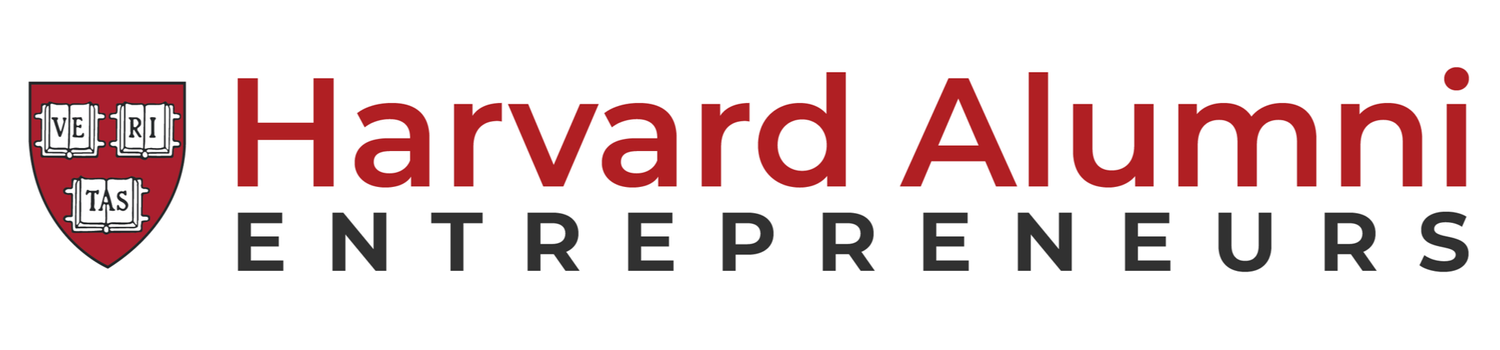 VE RI
TAS
Harvard Alumni
ENTREPRENEURS